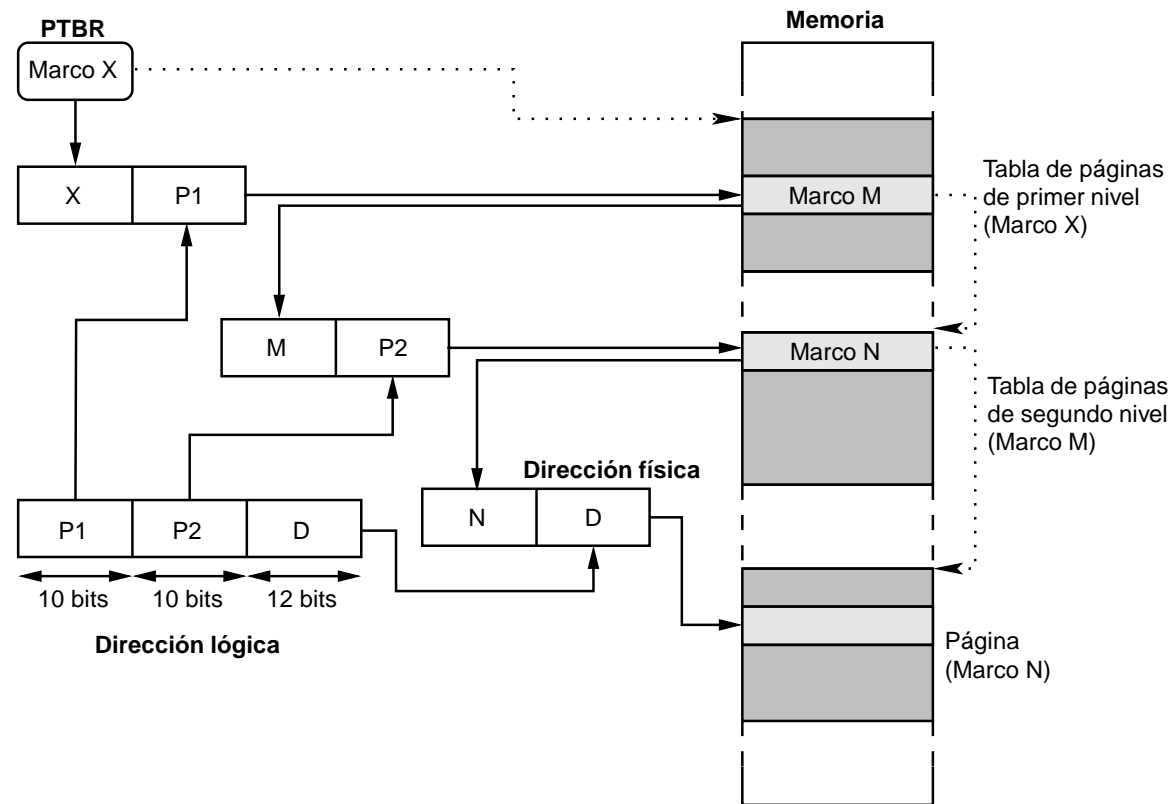 PTBR
Memoria
Marco X
X
P1
Marco M
Tabla de páginas
de primer nivel
(Marco X)
M
P2
Marco N
Tabla de páginas
de segundo nivel
(Marco M)
Dirección física
N
D
P1
P2
D
10 bits
10 bits
12 bits
Dirección lógica
Página
(Marco N)